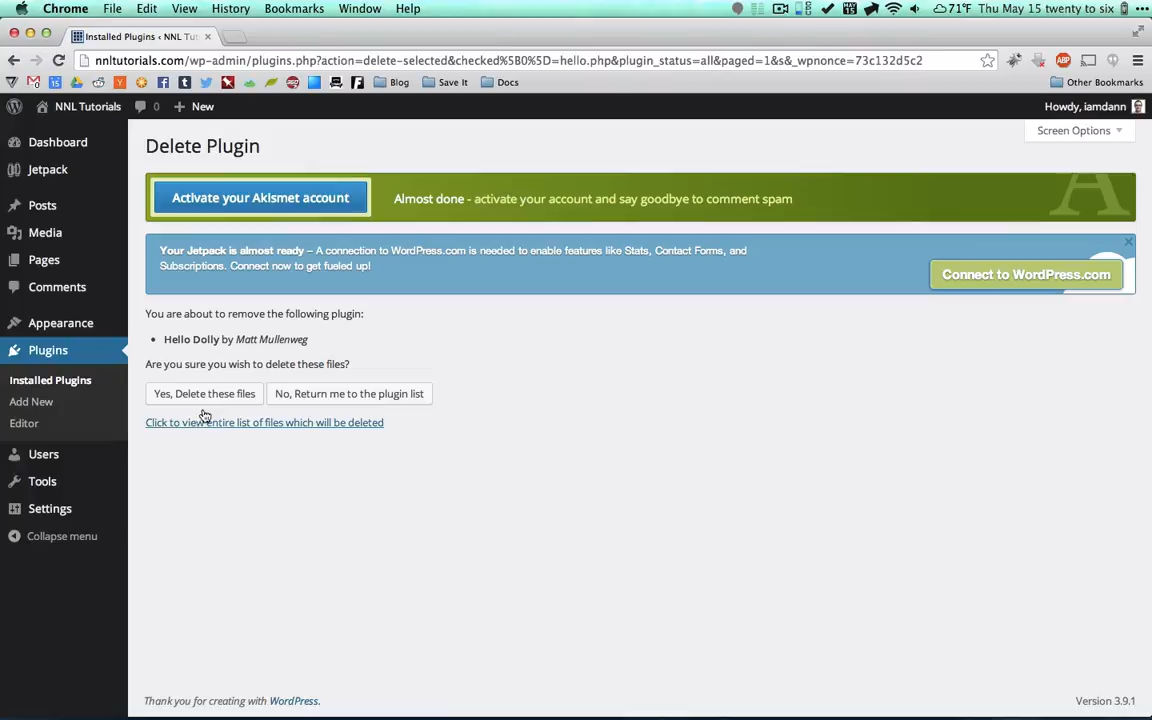 Chrome File Edit View History Bookmarks Window Help MAY 15 71°F Thu May 15 twenty to six
Installed Plugins ‹ NNL Tut
nnltutorials.com/wp-admin/plugins.php?action=delete-selected&checked%5B0%5D=hello.php&plugin_status=all&paged=1&s&_wpnonce=73c132d5c2 ABP
15 Y f t F Blog Save It Docs Other Bookmarks
NNL Tutorials 0 + New Howdy, iamdann
Screen Options
Dashboard
Jetpack
Posts
Media
Pages
Comments
Appearance
Plugins
Installed Plugins
Add New
Editor
Users
Tools
Settings
Collapse menu
Delete Plugin
Activate your Akismet account Almost done - activate your account and say goodbye to comment spam A
Your Jetpack is almost ready – A connection to WordPress.com is needed to enable features like Stats, Contact Forms, and
Subscriptions. Connect now to get fueled up!
Connect to WordPress.com
You are about to remove the following plugin:
• Hello Dolly by Matt Mullenweg
Are you sure you wish to delete these files?
Yes, Delete these files No, Return me to the plugin list
Click to view entire list of files which will be deleted
Thank you for creating with WordPress. Version 3.9.1